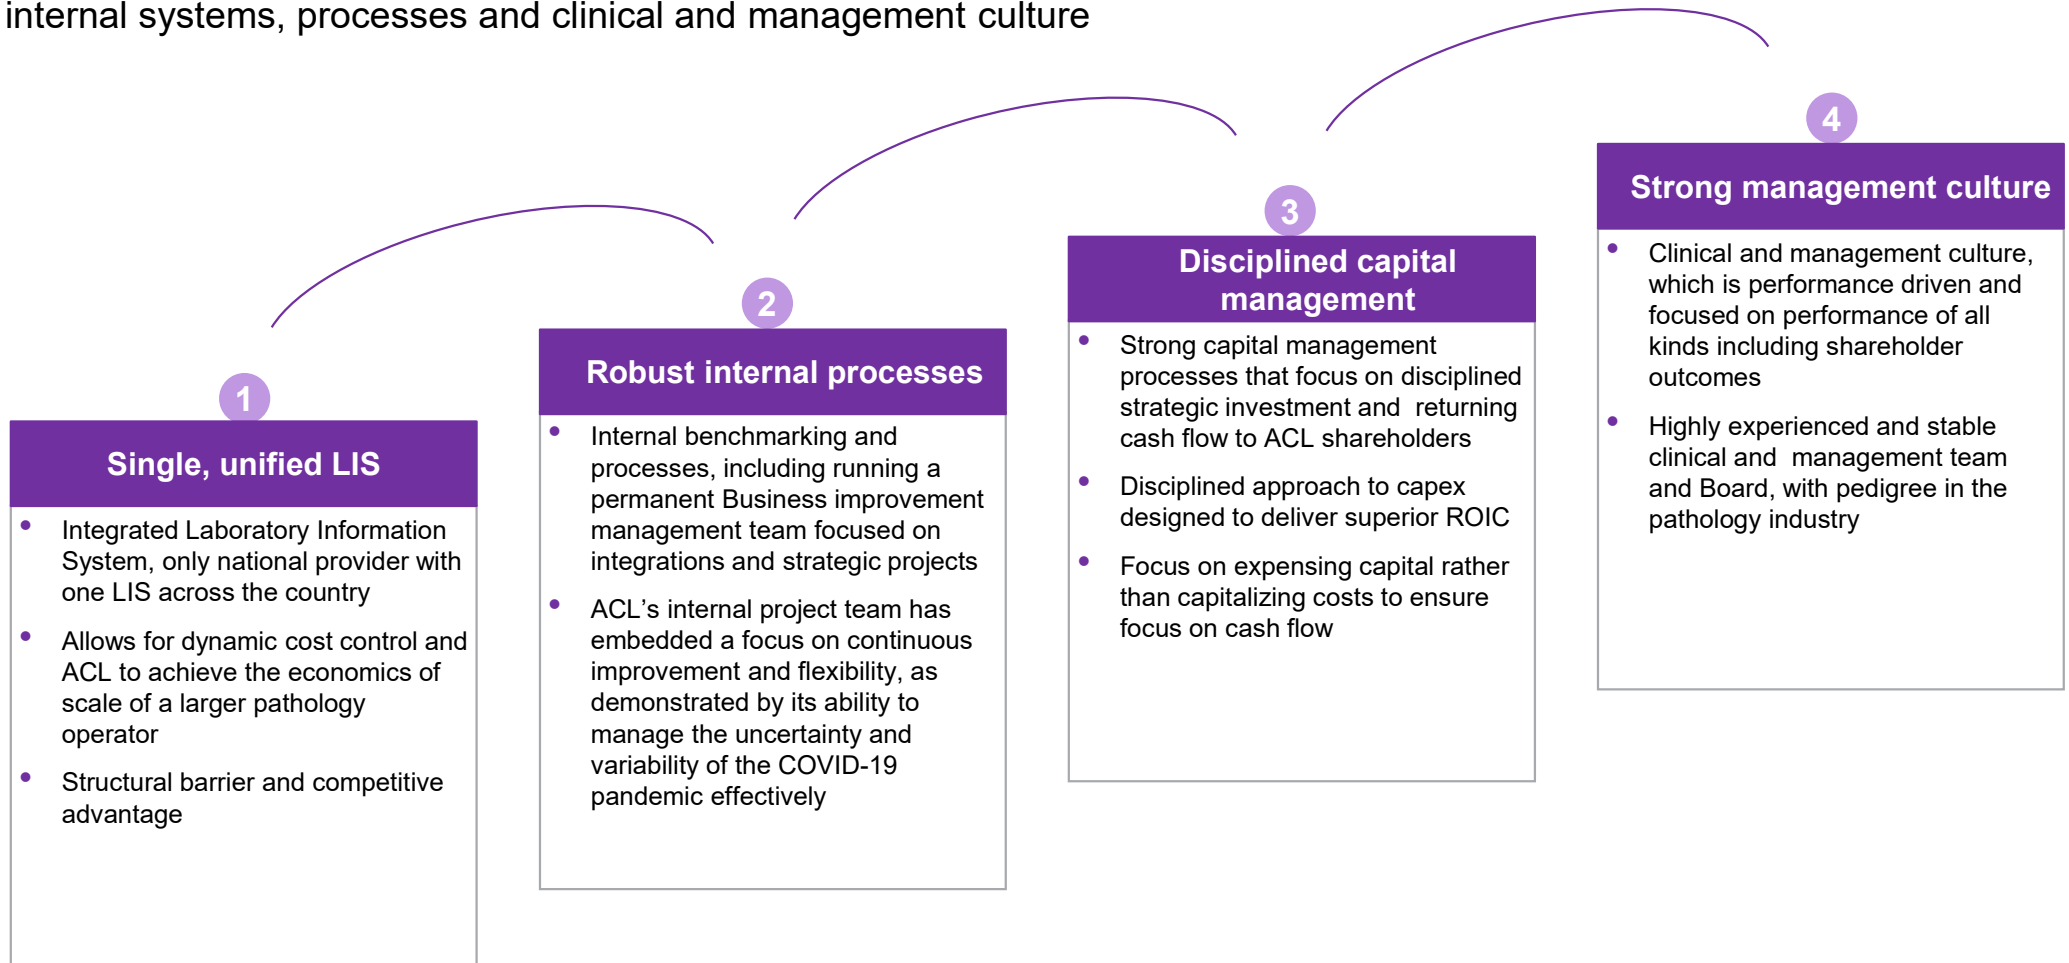 internal systems, processes and clinical and management culture
1
Single, unified LIS
• Integrated Laboratory Information
System, only national provider with
one LIS across the country
• Allows for dynamic cost control and
ACL to achieve the economics of
scale of a larger pathology
operator
• Structural barrier and competitive
advantage
2
Robust internal processes
• Internal benchmarking and
processes, including running a
permanent Business improvement
management team focused on
integrations and strategic projects
• ACL’s internal project team has
embedded a focus on continuous
improvement and flexibility, as
demonstrated by its ability to
manage the uncertainty and
variability of the COVID-19
pandemic effectively
3
Disciplined capital
management
• Strong capital management
processes that focus on disciplined
strategic investment and  returning
cash flow to ACL shareholders
• Disciplined approach to capex
designed to deliver superior ROIC
• Focus on expensing capital rather
than capitalizing costs to ensure
focus on cash flow
4
Strong management culture
• Clinical and management culture,
which is performance driven and
focused on performance of all
kinds including shareholder
outcomes
• Highly experienced and stable
clinical and  management team
and Board, with pedigree in the
pathology industry